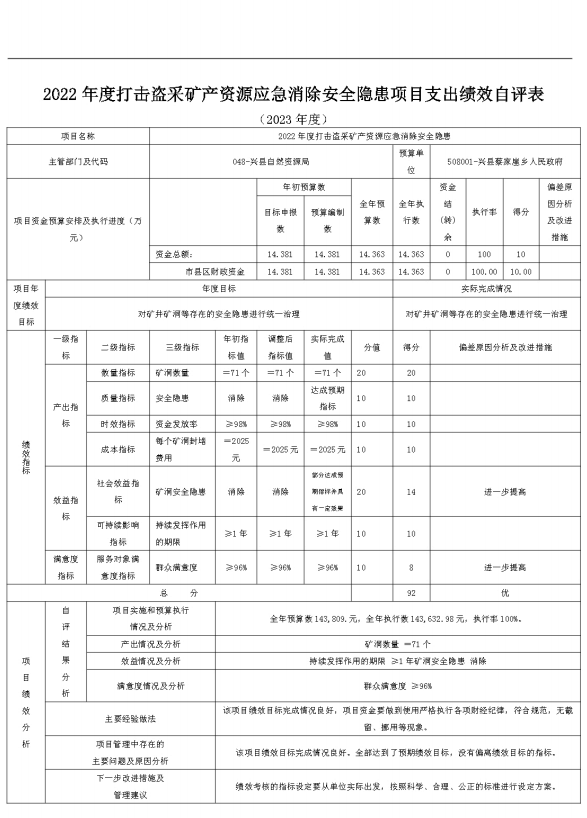 2022 年度打击盗采矿产资源应急消除安全隐患项目支出绩效自评表
（2023 年度）
项目名称 2022 年度打击盗采矿产资源应急消除安全隐患
主管部门及代码 048-兴县自然资源局 预算单位 508001-兴县蔡家崖乡人民政府
项目资金预算安排及执行进度（万元） 年初预算数 全年预算数 全年执行数 资金结(转)余 执行率 得分 偏差原因分析及改进措施
目标申报数 预算编制数
资金总额: 14.381 14.381 14.363 14.363 0 100 10
市县区财政资金 14.381 14.381 14.363 14.363 0 100.00 10.00
项目年度绩效目标 年度目标 实际完成情况
对矿井矿洞等存在的安全隐患进行统一治理 对矿井矿洞等存在的安全隐患进行统一治理
绩效指标 一级指标 二级指标 三级指标 年初指标值 调整后指标值 实际完成值 分值 得分 偏差原因分析及改进措施
产出指标 数量指标 矿洞数量 =71个 =71个 =71个 20 20
质量指标 安全隐患 消除 消除 达成预期指标 10 10
时效指标 资金发放率 ≥98% ≥98% ≥98% 10 10
成本指标 每个矿洞封堵费用 =2025元 =2025元 =2025元 10 10
效益指标 社会效益指标 矿洞安全隐患 消除 消除 部分达成预期指标并具有一定效果 20 14 进一步提高
可持续影响指标 持续发挥作用的期限 ≥1年 ≥1年 ≥1年 10 10
满意度指标 服务对象满意度指标 群众满意度 ≥96% ≥96% ≥96% 10 8 进一步提高
总 分 92 优
项目绩效分析 自评结果分析 项目实施和预算执行情况及分析 全年预算数 143,809.元, 全年执行数 143,632.98 元, 执行率 100%。
产出情况及分析 矿洞数量 =71 个
效益情况及分析 持续发挥作用的期限 ≥1 年矿洞安全隐患 消除
满意度情况及分析 群众满意度 ≥96%
主要经验做法 该项目绩效目标完成情况良好，项目资金要做到使用严格执行各项财经纪律，符合规范，无截留、挪用等现象。
项目管理中存在的主要问题及原因分析 该项目绩效目标完成情况良好。全部达到了预期绩效目标，没有偏离绩效目标的指标。
下一步改进措施及管理建议 绩效考核的指标设定要从单位实际出发，按照科学、合理、公正的标准进行设定方案。